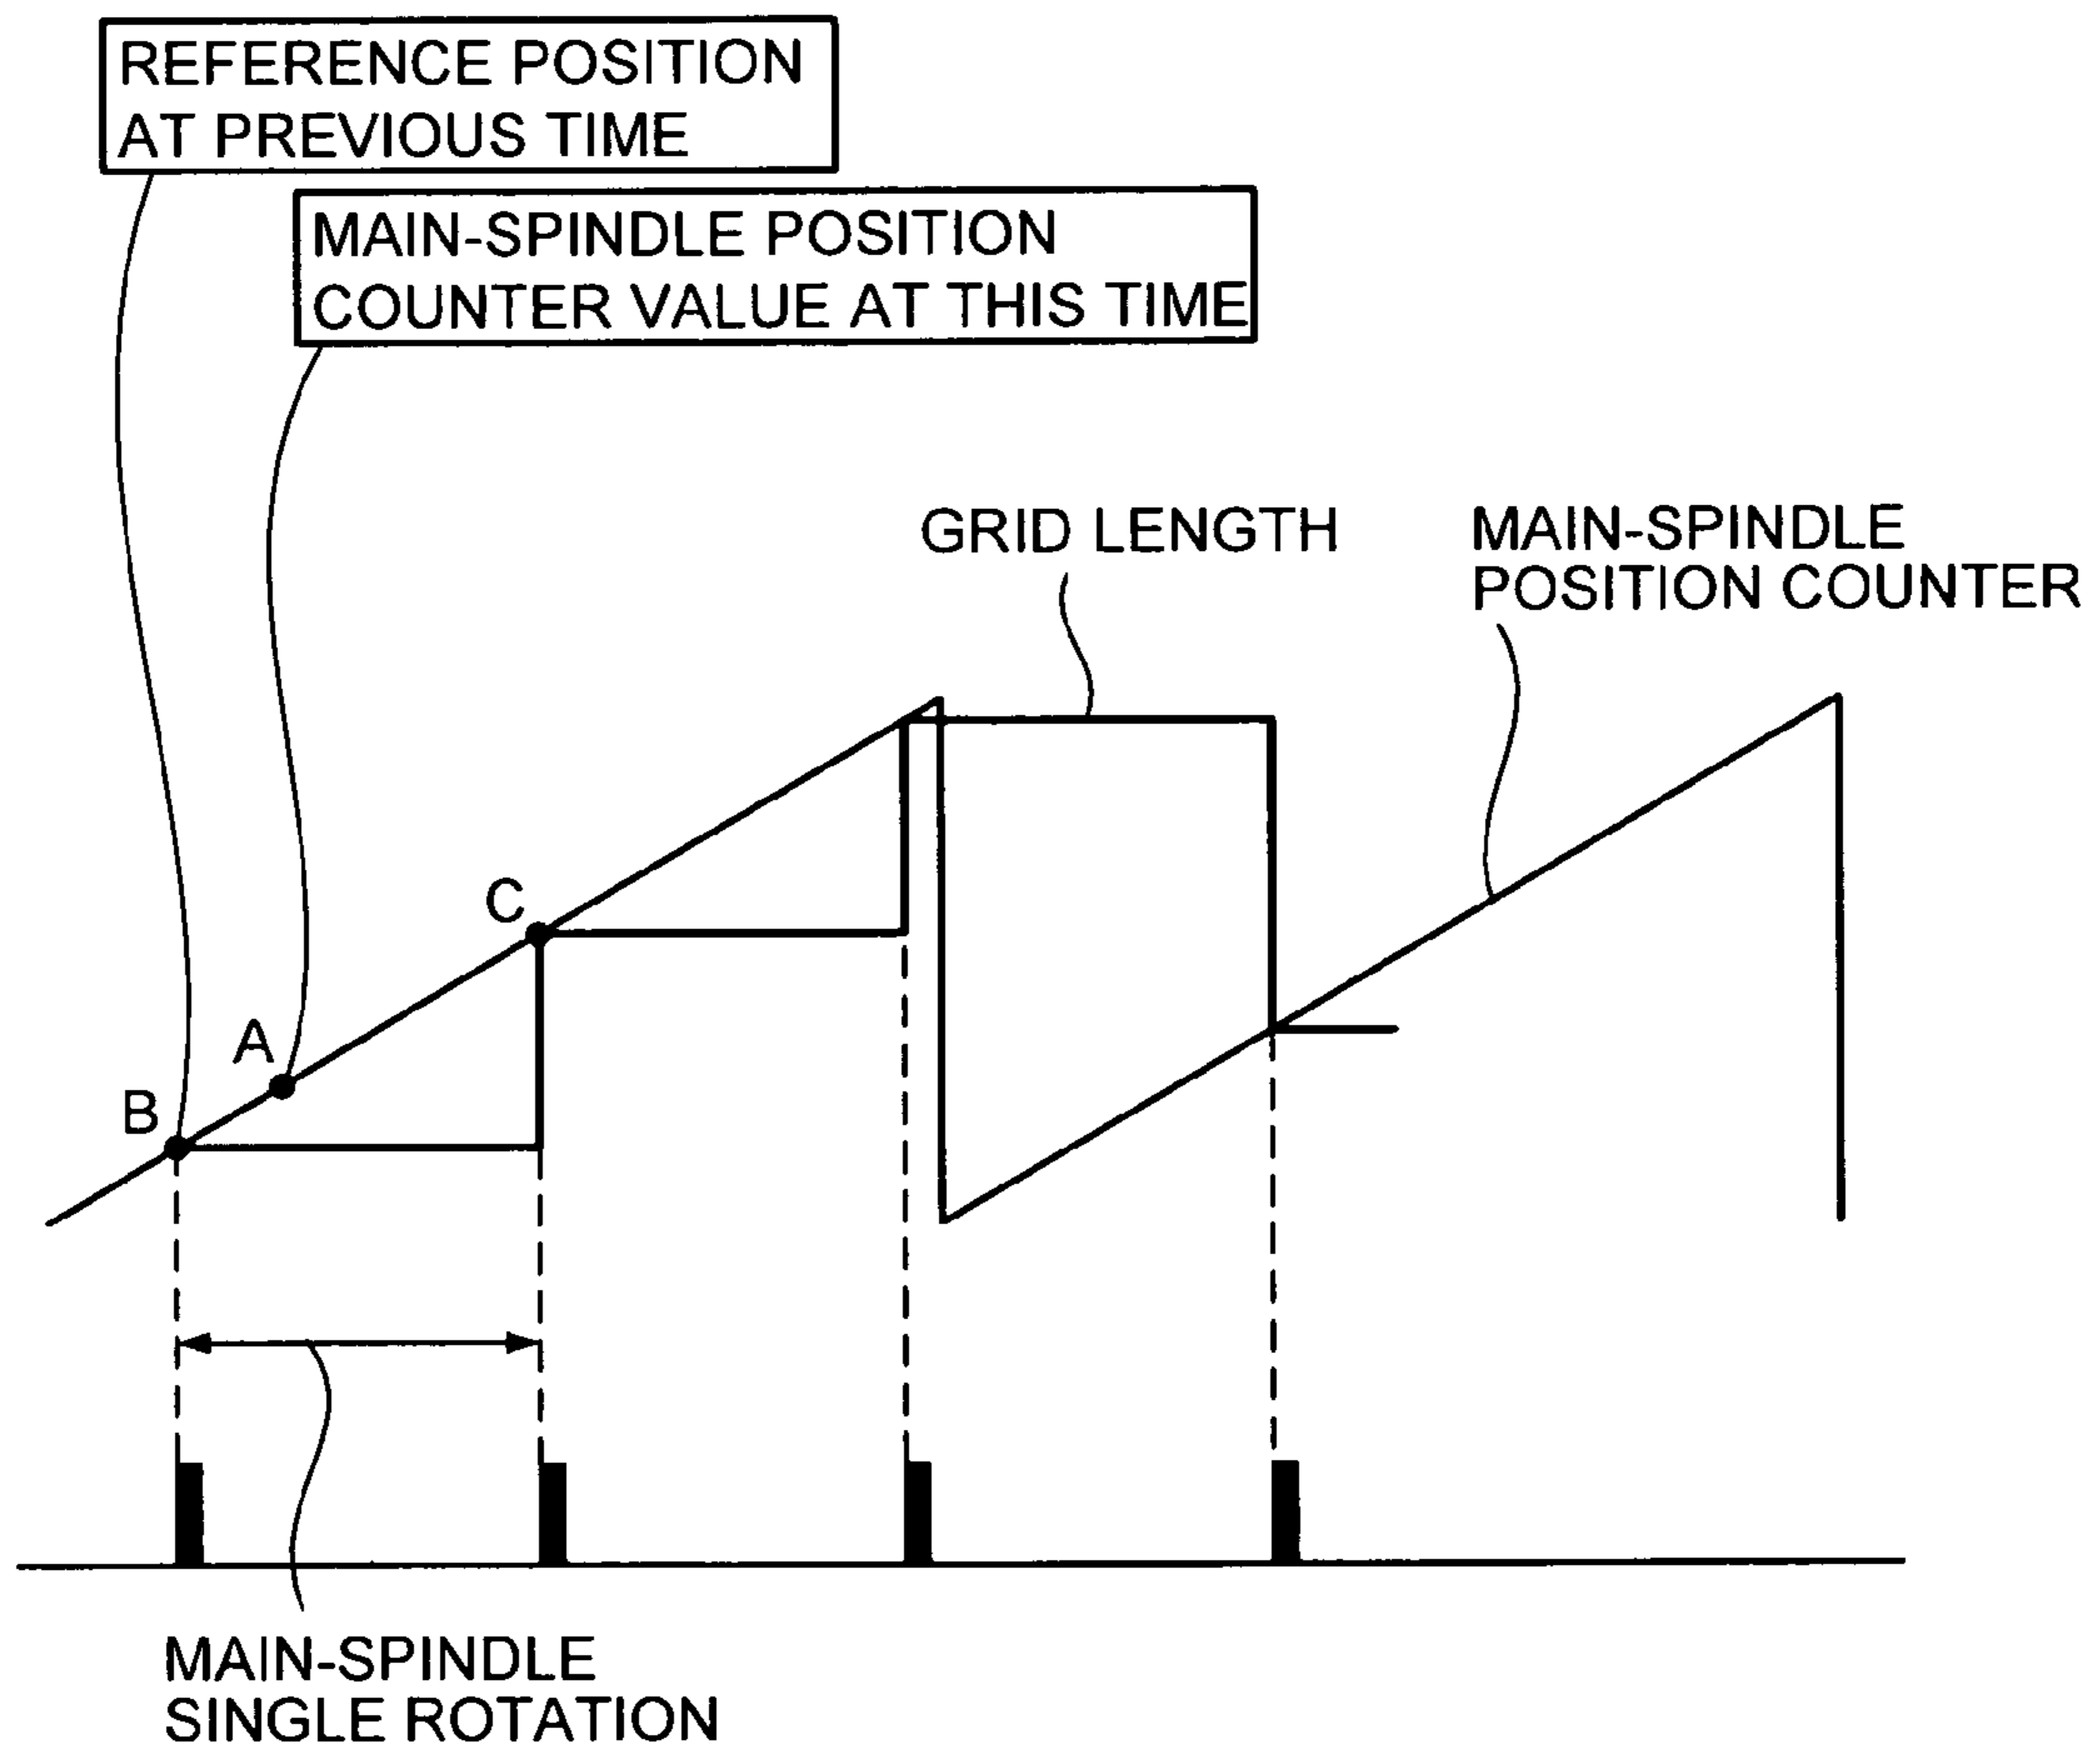 REFERENCE POSITION
AT PREVIOUS TIME
MAIN-SPINDLE POSITION
COUNTER VALUE AT THIS TIME
GRID LENGTH
MAIN-SPINDLE
POSITION COUNTER
C
A
B
MAIN-SPINDLE
SINGLE ROTATION